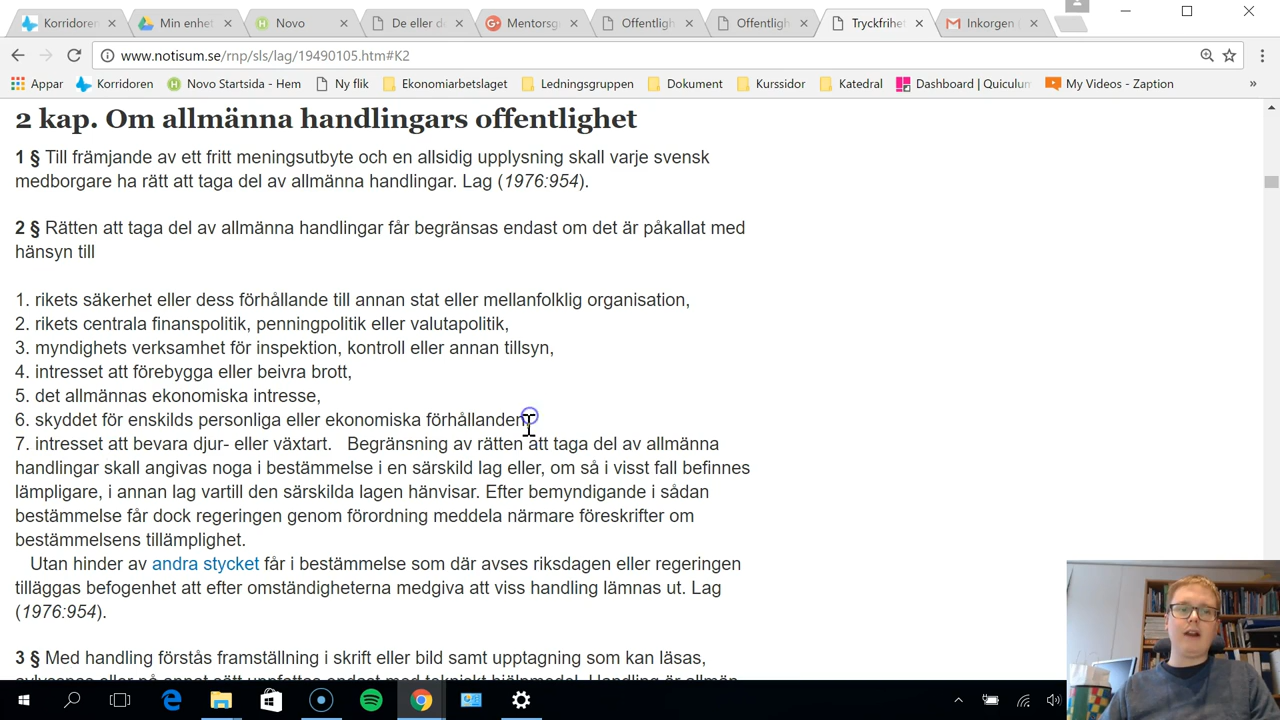 Korridoren
Min enhet
Novo
De eller de
Mentorsg
Offentligh
Offentligh
Tryckfrihet
Inkorgen
www.notisum.se/rnp/sls/lag/19490105.htm#K2
Appar
Korridoren
Novo Startsida - Hem
Ny flik
Ekonomiarbetslaget
Ledningsgruppen
Dokument
Kurssidor
Katedral
Dashboard | Quiculum
My Videos - Zaption
»
2 kap. Om allmänna handlingars offentlighet
1 § Till främjande av ett fritt meningsutbyte och en allsidig upplysning skall varje svensk
medborgare ha rätt att taga del av allmänna handlingar. Lag (1976:954).
2 § Rätten att taga del av allmänna handlingar får begränsas endast om det är påkallat med
hänsyn till
1. rikets säkerhet eller dess förhållande till annan stat eller mellanfolklig organisation,
2. rikets centrala finanspolitik, penningpolitik eller valutapolitik,
3. myndighets verksamhet för inspektion, kontroll eller annan tillsyn,
4. intresset att förebygga eller beivra brott,
5. det allmännas ekonomiska intresse,
6. skyddet för enskilds personliga eller ekonomiska förhållanden,
7. intresset att bevara djur- eller växtart. Begränsning av rätten att taga del av allmänna
handlingar skall angivas noga i bestämmelse i en särskild lag eller, om så i visst fall befinnes
lämpligare, i annan lag vartill den särskilda lagen hänvisar. Efter bemyndigande i sådan
bestämmelse får dock regeringen genom förordning meddela närmare föreskrifter om
bestämmelsens tillämplighet.
Utan hinder av andra stycket får i bestämmelse som där avses riksdagen eller regeringen
tilläggas befogenhet att efter omständigheterna medgiva att viss handling lämnas ut. Lag
(1976:954).
3 § Med handling förstås framställning i skrift eller bild samt upptagning som kan läsas,